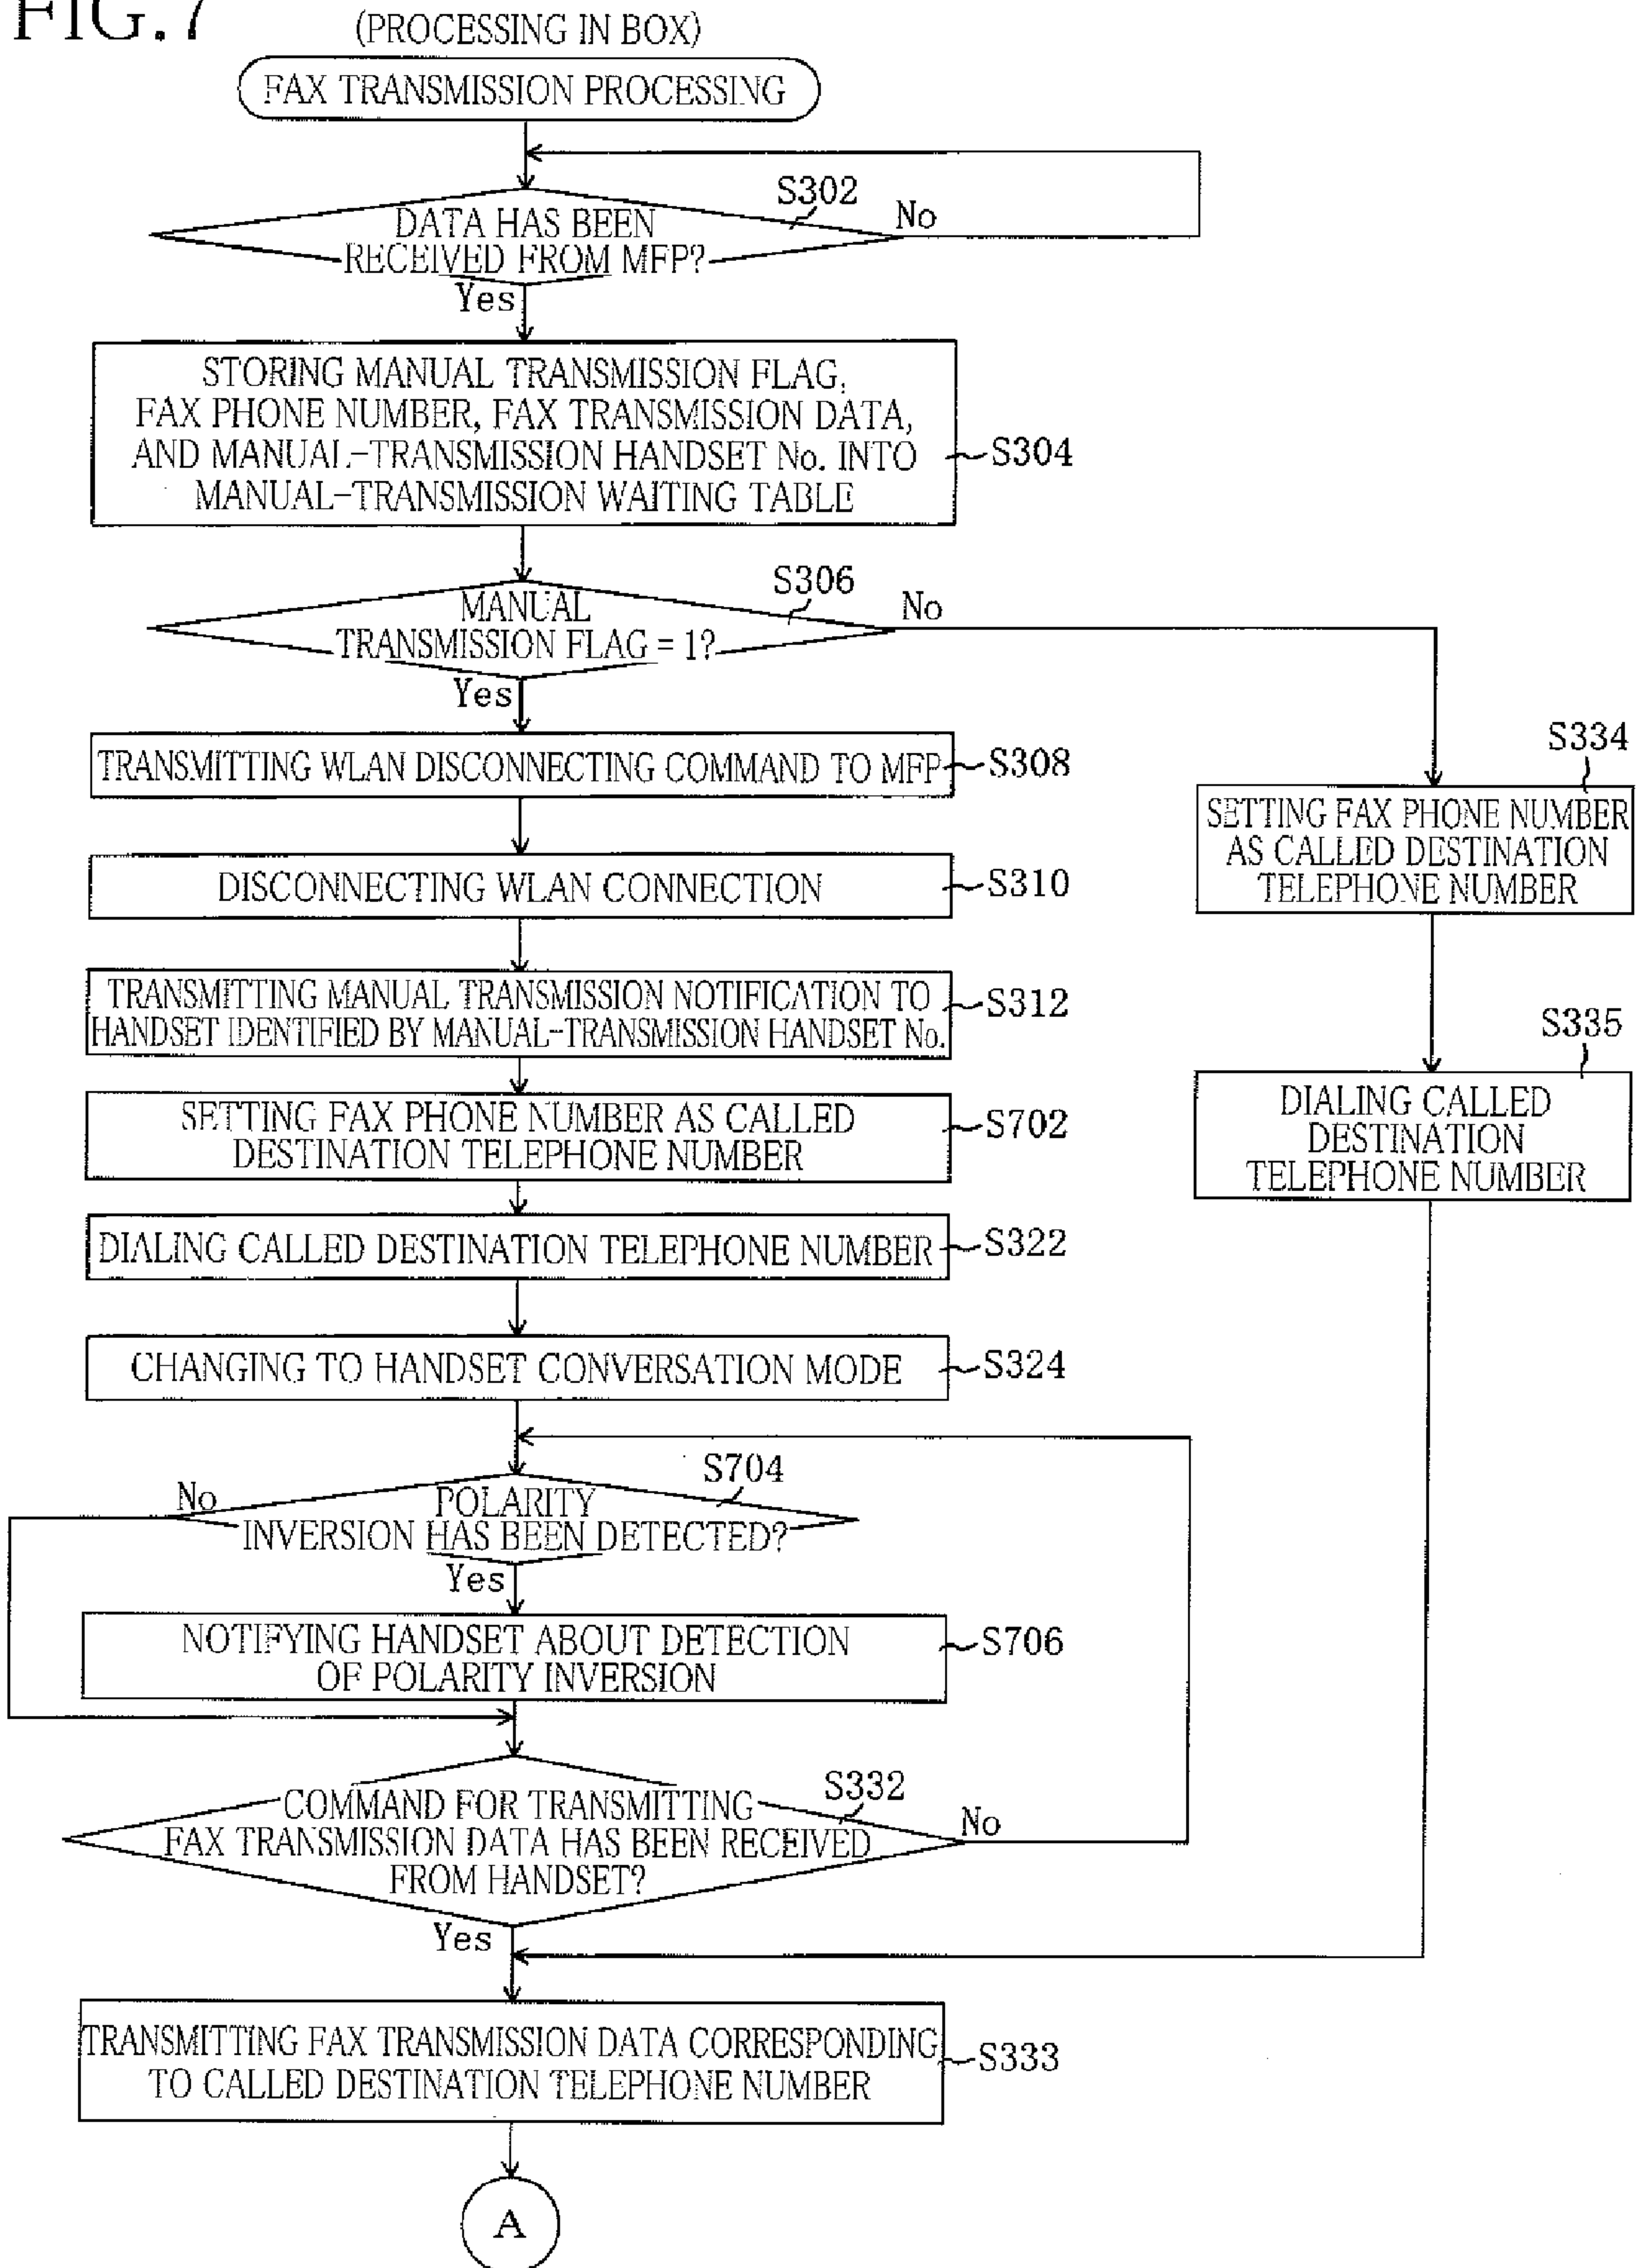 FIG.7
(PROCESSING IN BOX)
FAX TRANSMISSION PROCESSING
S302
DATA HAS BEEN
RECEIVED FROM MFP?
No
Yes
STORING MANUAL TRANSMISSION FLAG,
FAX PHONE NUMBER, FAX TRANSMISSION DATA,
AND MANUAL-TRANSMISSION HANDSET No. INTO
MANUAL-TRANSMISSION WAITING TABLE
S304
S306
MANUAL
TRANSMISSION FLAG = 1?
No
Yes
TRANSMITTING WLAN DISCONNECTING COMMAND TO MFP
S308
DISCONNECTING WLAN CONNECTION
S310
TRANSMITTING MANUAL TRANSMISSION NOTIFICATION TO
HANDSET IDENTIFIED BY MANUAL-TRANSMISSION HANDSET No.
S312
SETTING FAX PHONE NUMBER AS CALLED
DESTINATION TELEPHONE NUMBER
S702
DIALING CALLED DESTINATION TELEPHONE NUMBER
S322
CHANGING TO HANDSET CONVERSATION MODE
S324
S334
SETTING FAX PHONE NUMBER
AS CALLED DESTINATION
TELEPHONE NUMBER
S335
DIALING CALLED
DESTINATION
TELEPHONE NUMBER
S704
No
POLARITY
INVERSION HAS BEEN DETECTED?
Yes
NOTIFYING HANDSET ABOUT DETECTION
OF POLARITY INVERSION
S706
S332
COMMAND FOR TRANSMITTING
FAX TRANSMISSION DATA HAS BEEN RECEIVED
FROM HANDSET?
No
Yes
TRANSMITTING FAX TRANSMISSION DATA CORRESPONDING
TO CALLED DESTINATION TELEPHONE NUMBER
S333
A